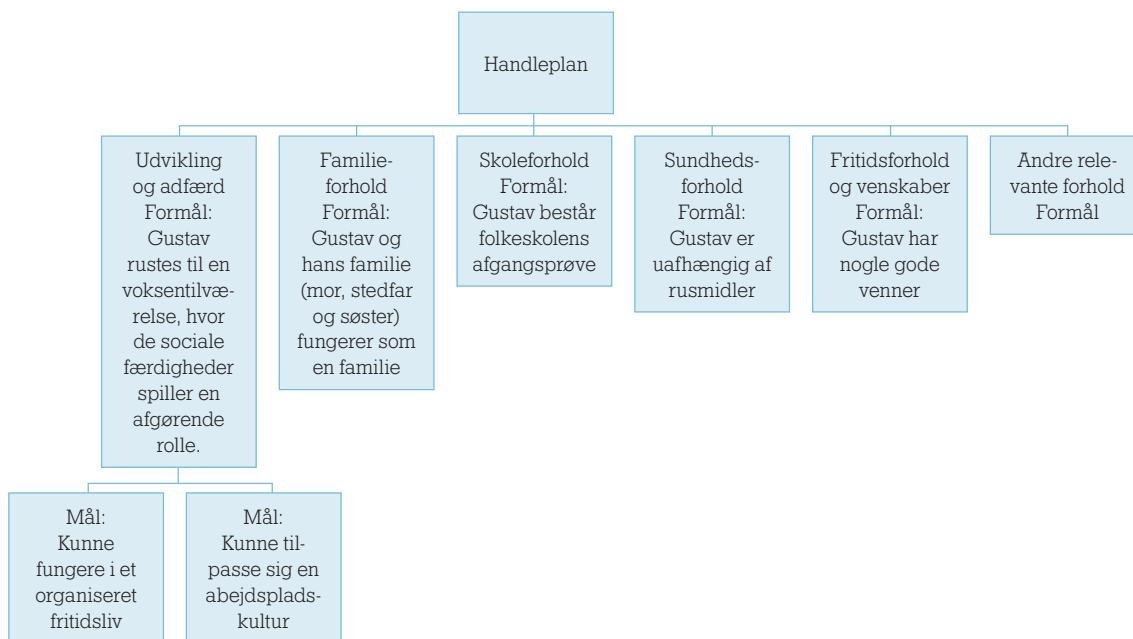 Handleplan
Udvikling
og adfærd
Formål:
Gustav
rustes til en
voksentilvæ-
relse, hvor
de sociale
færdigheder
spiller en
afgørende
rolle.
Familie-
forhold
Formål:
Gustav og
hans familie
(mor, stedfar
og søster)
fungerer som
en familie
Skoleforhold
Formål:
Gustav består
folkeskolens
afgangsprøve
Sundheds-
forhold
Formål:
Gustav er
uafhængig af
rusmidler
Fritidsforhold
og venskaber
Formål:
Gustav har
nogle gode
venner
Andre rele-
vante forhold
Formål
Mål:
Kunne
fungere i et
organiseret
fritidsliv
Mål:
Kunne til-
passe sig en
abejdsplads-
kultur